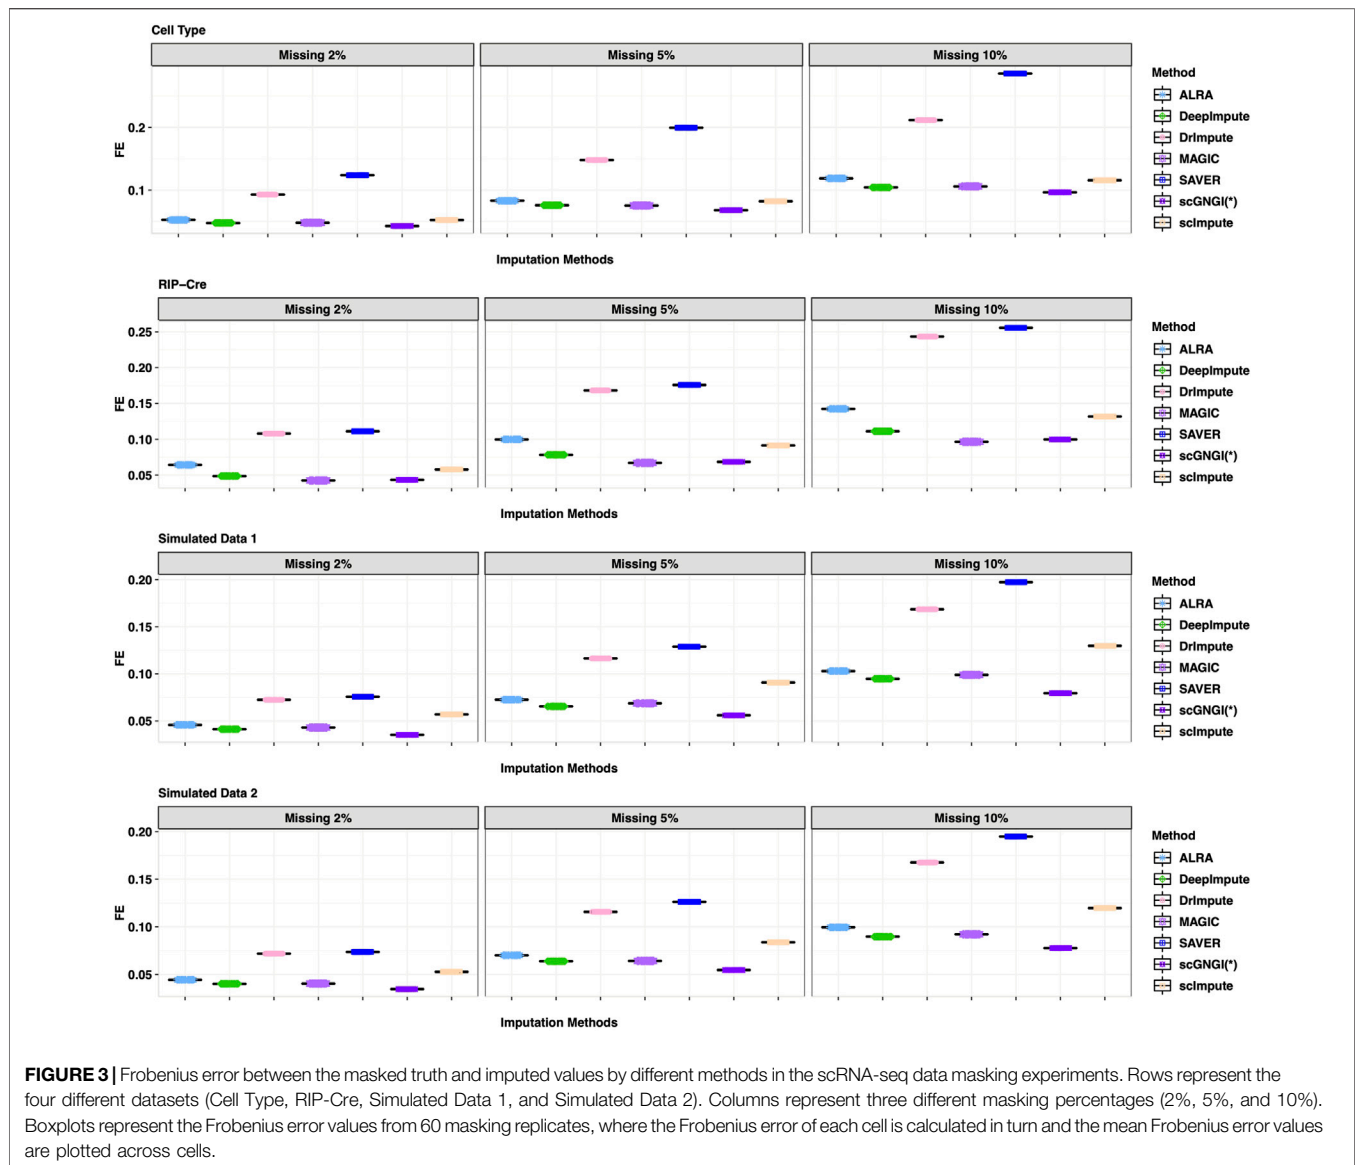 Cell Type
Missing 2%
Missing 5%
Missing 10%
FE
0.2
0.1
Imputation Methods
Method
ALRA
DeepImpute
DrImpute
MAGIC
SAVER
scGNGI(*)
scImpute
RIP–Cre
Missing 2%
Missing 5%
Missing 10%
FE
0.25
0.20
0.15
0.10
0.05
Imputation Methods
Method
ALRA
DeepImpute
DrImpute
MAGIC
SAVER
scGNGI(*)
scImpute
Simulated Data 1
Missing 2%
Missing 5%
Missing 10%
FE
0.20
0.15
0.10
0.05
Imputation Methods
Method
ALRA
DeepImpute
DrImpute
MAGIC
SAVER
scGNGI(*)
scImpute
Simulated Data 2
Missing 2%
Missing 5%
Missing 10%
FE
0.20
0.15
0.10
0.05
Imputation Methods
Method
ALRA
DeepImpute
DrImpute
MAGIC
SAVER
scGNGI(*)
scImpute
FIGURE 3 | Frobenius error between the masked truth and imputed values by different methods in the scRNA-seq data masking experiments. Rows represent the
four different datasets (Cell Type, RIP-Cre, Simulated Data 1, and Simulated Data 2). Columns represent three different masking percentages (2%, 5%, and 10%).
Boxplots represent the Frobenius error values from 60 masking replicates, where the Frobenius error of each cell is calculated in turn and the mean Frobenius error values
are plotted across cells.